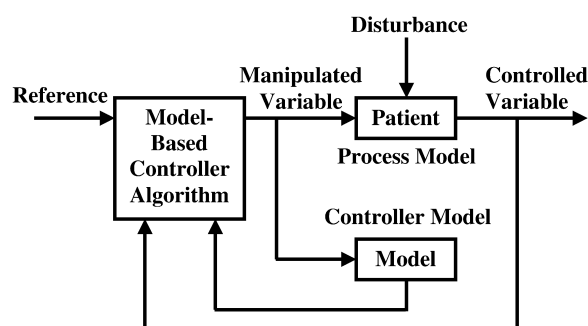 Disturbance
Manipulated
Variable
Controlled
Variable
Reference
Model-
Based
Controller
Algorithm
Patient
Process Model
Controller Model
Model